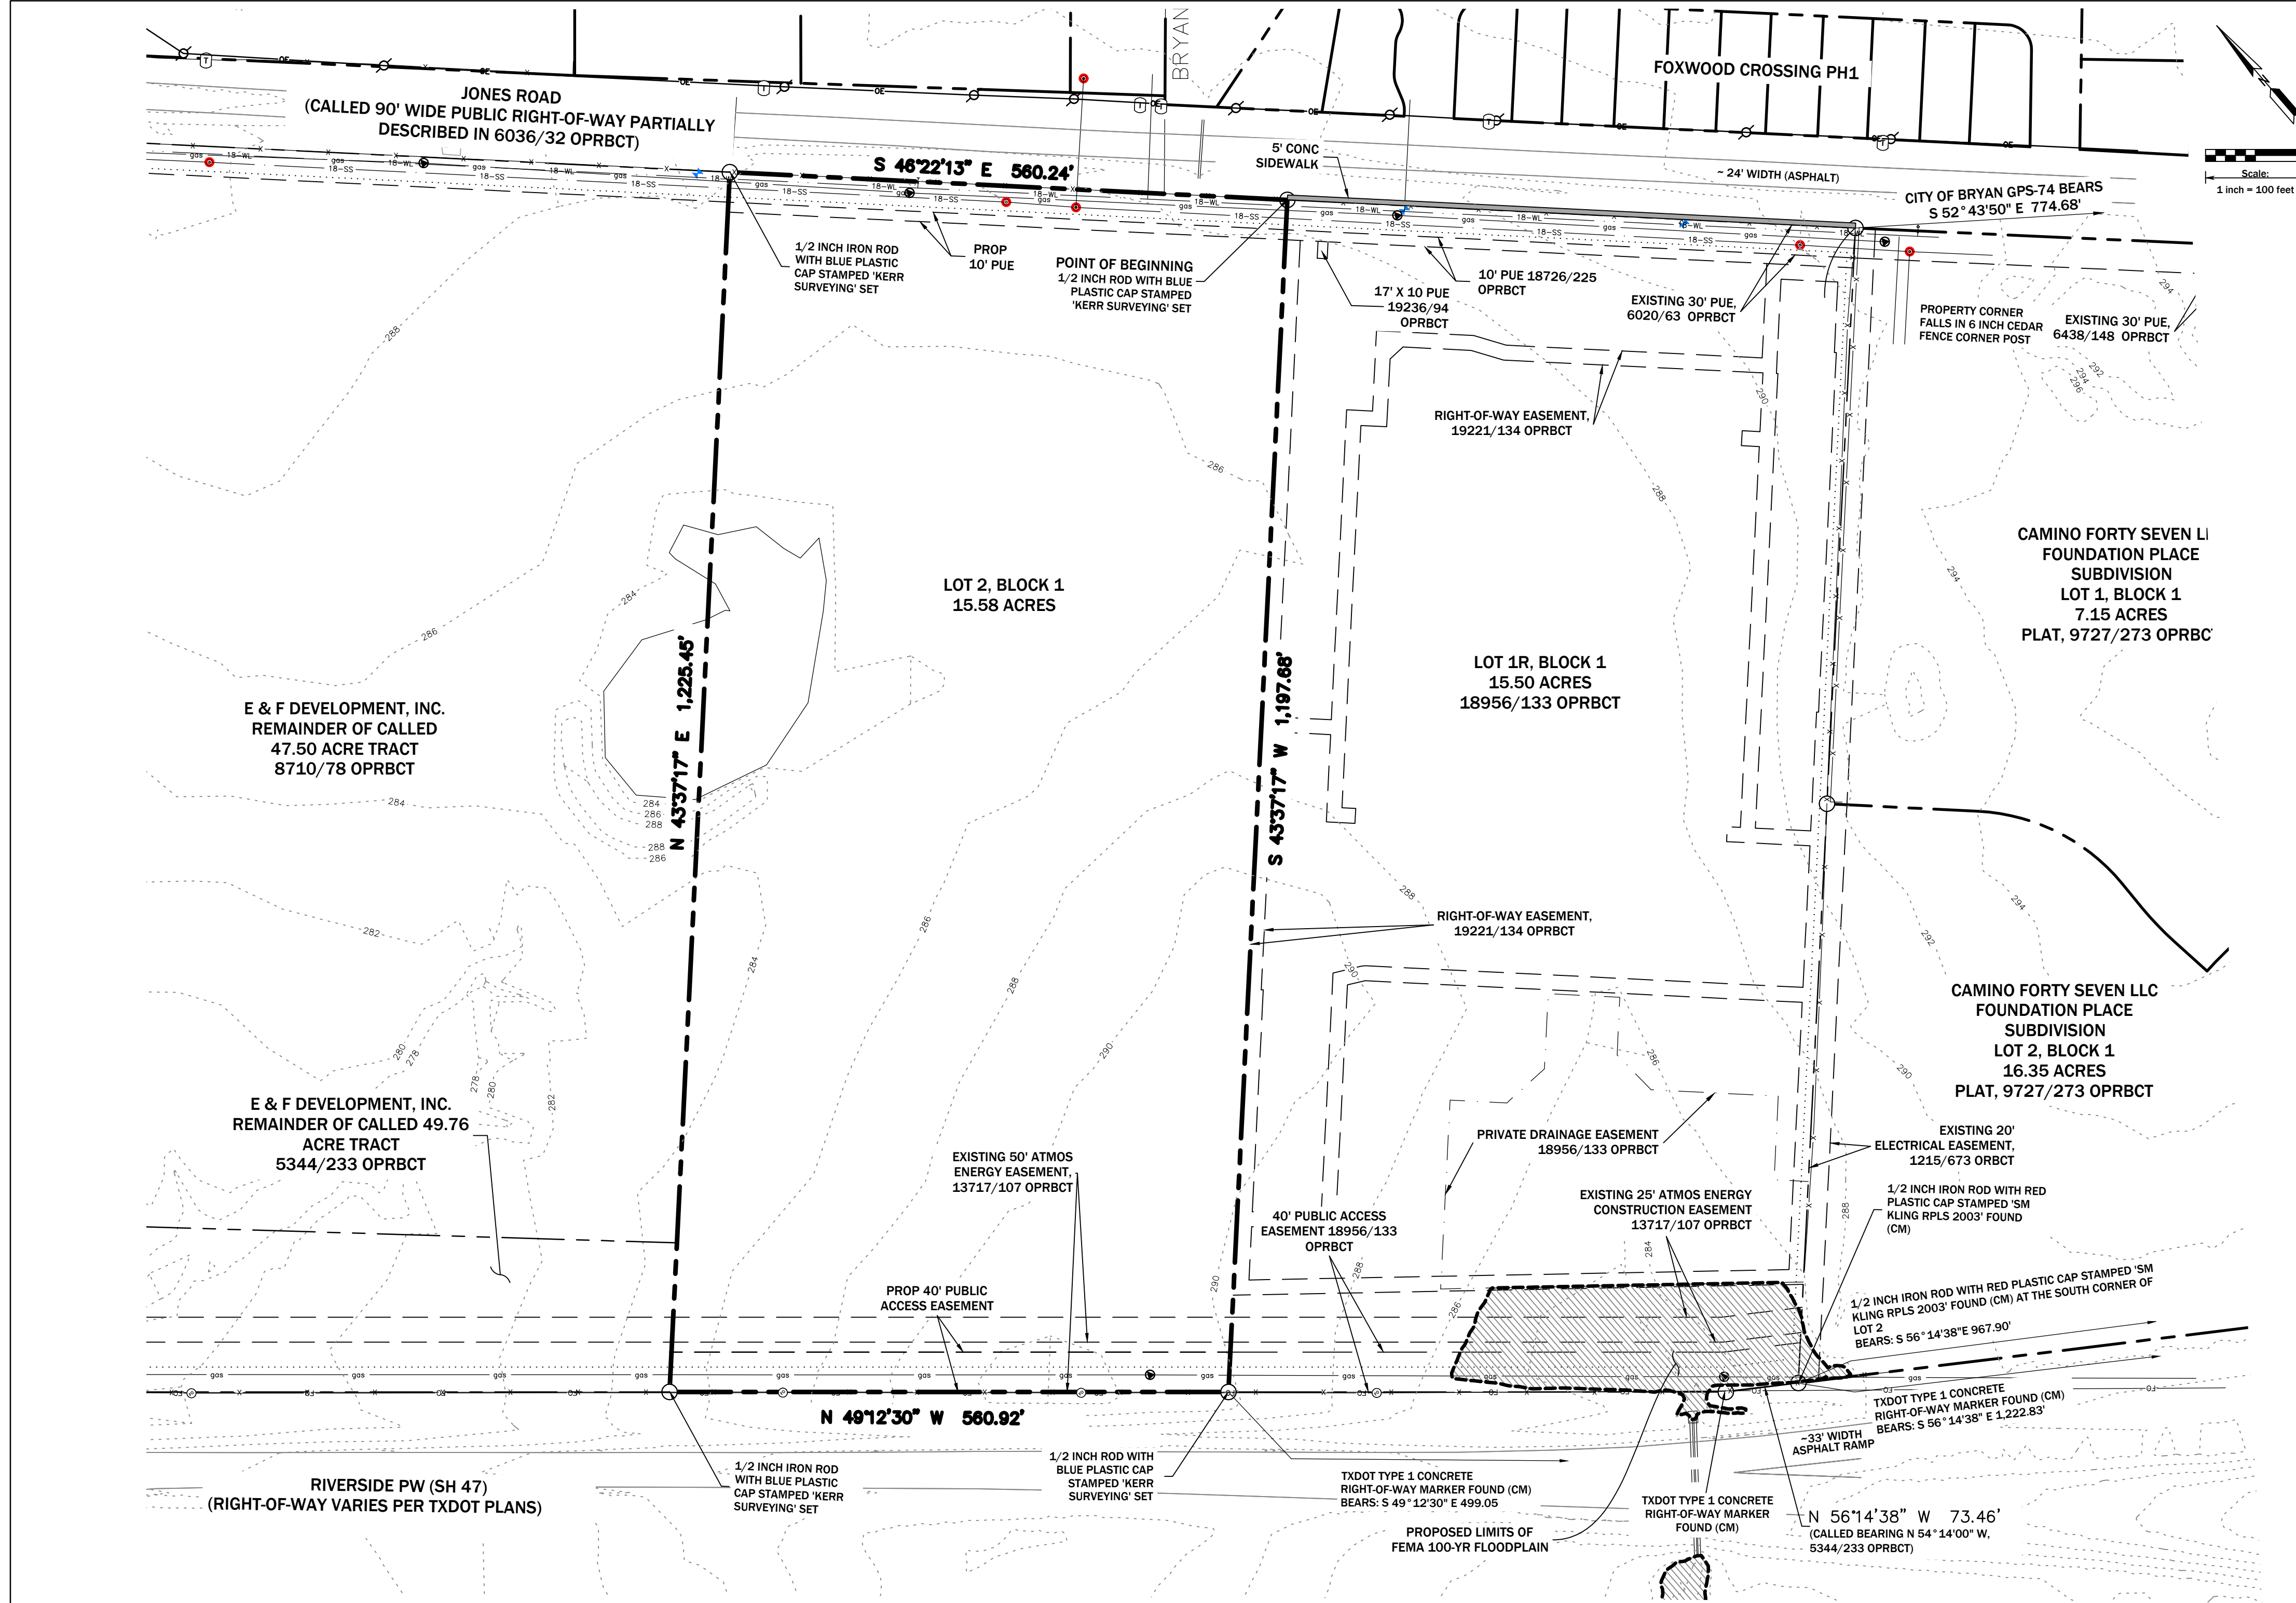 BRYAN
FOXWOOD CROSSING PH1
JONES ROAD
(CALLED 90' WIDE PUBLIC RIGHT-OF-WAY PARTIALLY
DESCRIBED IN 6036/32 OPRBCT)
S 46°22'13" E 560.24'
5' CONC
SIDEWALK
~ 24' WIDTH (ASPHALT)
CITY OF BRYAN GPS-74 BEARS
S 52°43'50" E 774.68'
N
Scale:
1 inch = 100 feet
1/2 INCH IRON ROD
WITH BLUE PLASTIC
CAP STAMPED 'KERR
SURVEYING' SET
PROP
10' PUE
POINT OF BEGINNING
1/2 INCH ROD WITH BLUE
PLASTIC CAP STAMPED
'KERR SURVEYING' SET
17' X 10 PUE
19236/94
OPRBCT
10' PUE 18726/225
OPRBCT
EXISTING 30' PUE,
6020/63 OPRBCT
PROPERTY CORNER
FALLS IN 6 INCH CEDAR
FENCE CORNER POST
EXISTING 30' PUE,
6438/148 OPRBCT
RIGHT-OF-WAY EASEMENT,
19221/134 OPRBCT
LOT 2, BLOCK 1
15.58 ACRES
LOT 1R, BLOCK 1
15.50 ACRES
18956/133 OPRBCT
CAMINO FORTY SEVEN
FOUNDATION PLACE
SUBDIVISION
LOT 1, BLOCK 1
7.15 ACRES
PLAT, 9727/273 OPRBC
N 43°37'17" E 1,225.45'
S 43°37'17" W 1,197.68'
E & F DEVELOPMENT, INC.
REMAINDER OF CALLED
47.50 ACRE TRACT
8710/78 OPRBCT
RIGHT-OF-WAY EASEMENT,
19221/134 OPRBCT
CAMINO FORTY SEVEN LLC
FOUNDATION PLACE
SUBDIVISION
LOT 2, BLOCK 1
16.35 ACRES
PLAT, 9727/273 OPRBCT
E & F DEVELOPMENT, INC.
REMAINDER OF CALLED 49.76
ACRE TRACT
5344/233 OPRBCT
EXISTING 50' ATMOS
ENERGY EASEMENT,
13717/107 OPRBCT
PRIVATE DRAINAGE EASEMENT
18956/133 OPRBCT
EXISTING 20'
ELECTRICAL EASEMENT,
1215/673 ORBCT
40' PUBLIC ACCESS
EASEMENT 18956/133
OPRBCT
EXISTING 25' ATMOS ENERGY
CONSTRUCTION EASEMENT
13717/107 OPRBCT
1/2 INCH IRON ROD WITH RED
PLASTIC CAP STAMPED 'SM
KLING RPLS 2003' FOUND
(CM)
PROP 40' PUBLIC
ACCESS EASEMENT
1/2 INCH IRON ROD WITH RED PLASTIC CAP STAMPED 'SM
KLING RPLS 2003' FOUND (CM) AT THE SOUTH CORNER OF
LOT 2
BEARS: S 56°14'38"E 967.90'
N 49°12'30" W 560.92'
TXDOT TYPE 1 CONCRETE
RIGHT-OF-WAY MARKER FOUND (CM)
BEARS: S 56°14'38" E 1,222.83'
~33' WIDTH
ASPHALT RAMP
RIVERSIDE PW (SH 47)
(RIGHT-OF-WAY VARIES PER TXDOT PLANS)
1/2 INCH IRON ROD
WITH BLUE PLASTIC
CAP STAMPED 'KERR
SURVEYING' SET
1/2 INCH ROD WITH
BLUE PLASTIC CAP
STAMPED 'KERR
SURVEYING' SET
TXDOT TYPE 1 CONCRETE
RIGHT-OF-WAY MARKER FOUND (CM)
BEARS: S 49°12'30" E 499.05
PROPOSED LIMITS OF
FEMA 100-YR FLOODPLAIN
TXDOT TYPE 1 CONCRETE
RIGHT-OF-WAY MARKER
FOUND (CM)
N 56°14'38" W 73.46'
(CALLED BEARING N 54°14'00" W,
5344/233 OPRBCT)